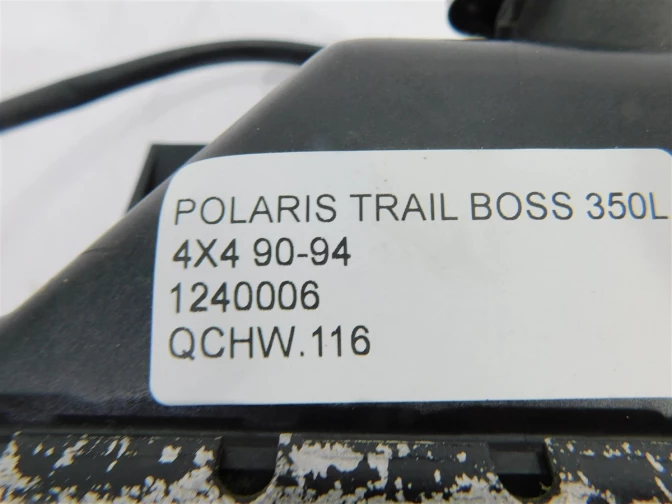 POLARIS TRAIL BOSS 350L
4X4 90-94
1240006
QCHW.116